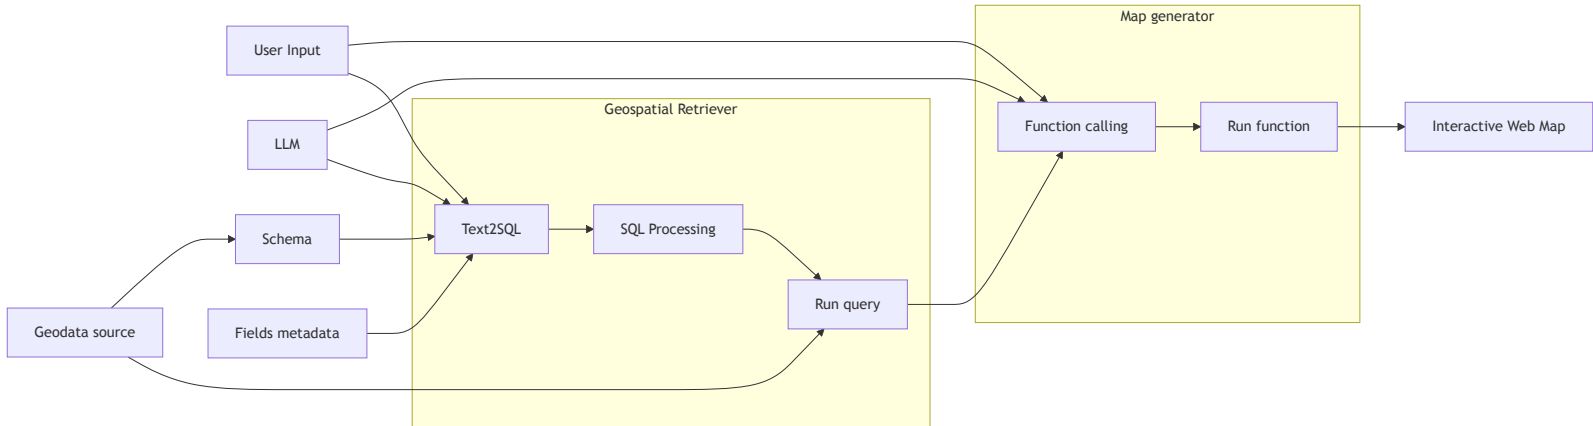 Map generator
User Input
Geospatial Retriever
LLM
Function calling
Run function
Interactive Web Map
Text2SQL
SQL Processing
Schema
Run query
Geodata source
Fields metadata